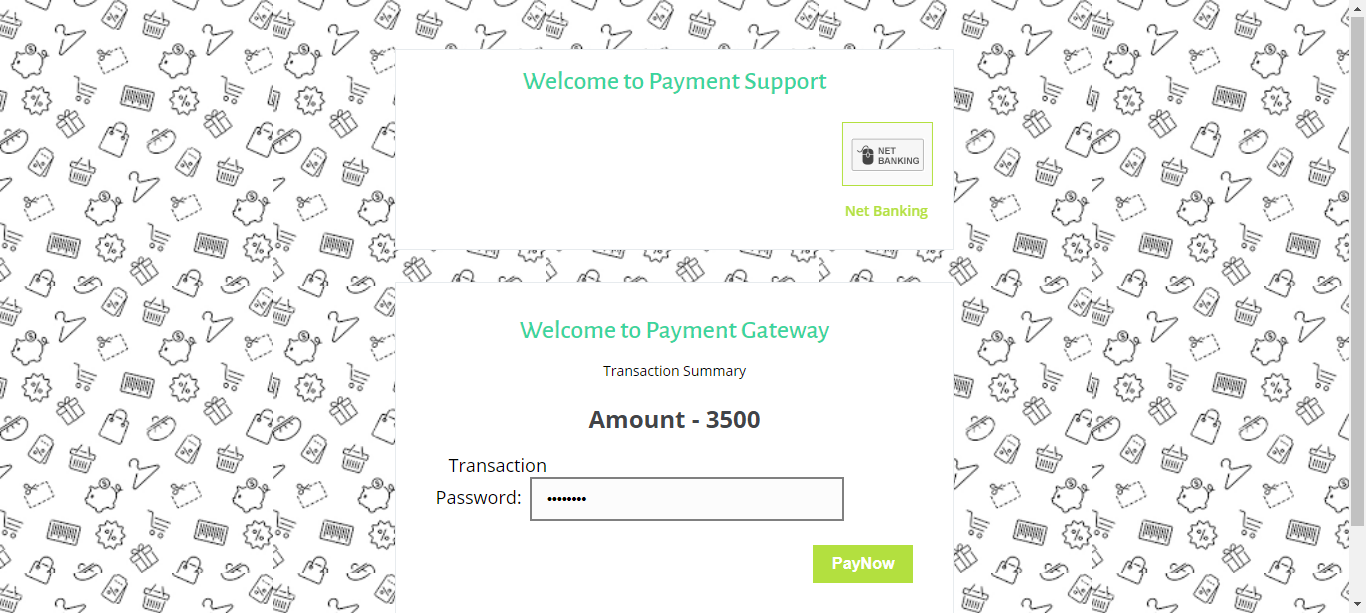 Welcome to Payment Support
NET
BANKING
Net Banking
Welcome to Payment Gateway
Transaction Summary
Amount - 3500
Transaction
Password: ••••••••
PayNow